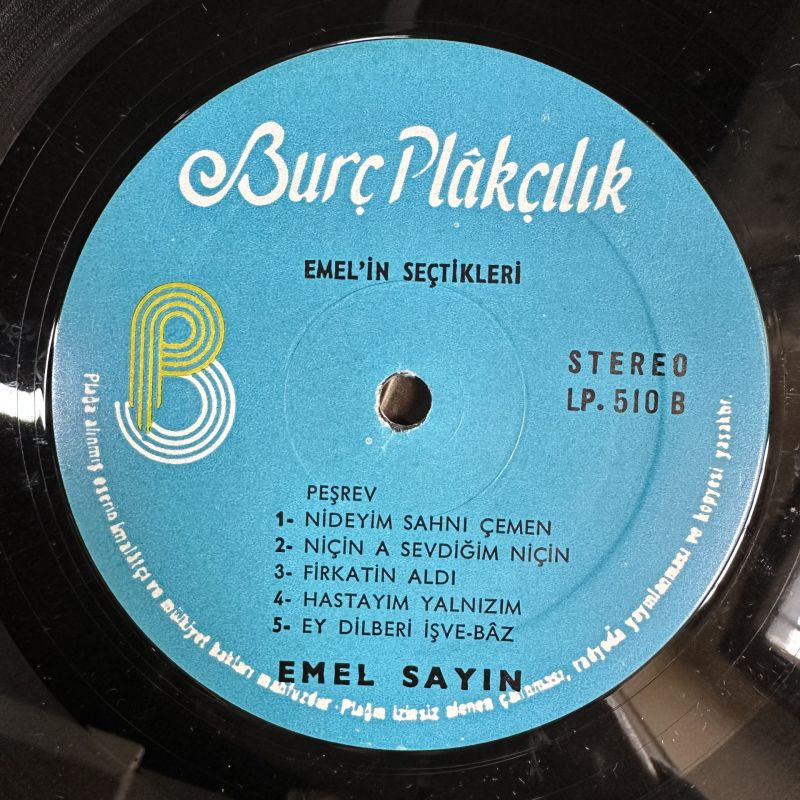 Burç Plâkçılık
EMEL'İN SEÇTİKLERİ
STEREO
LP. 510 B
PEŞREV
1- NİDEYİM SAHNI ÇEMEN
2- NİÇİN A SEVDİĞİM NİÇİN
3- FİRKATİN ALDI
4- HASTAYIM YALNIZIM
5- EY DİLBERİ İŞVE-BÂZ
EMEL SAYIN
Plağa alınmış eserin imalâtçı ve mülkiyet hakları mahfuzdur. Plağın izinsiz alenen çalınması, radyoda yayınlanması ve kopyesi yasaktır.